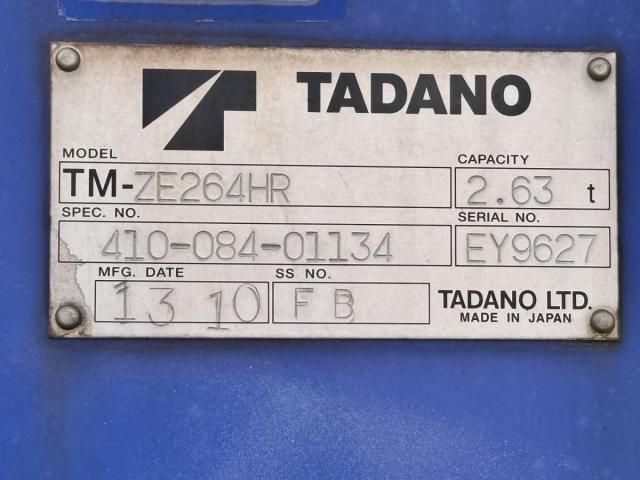 TADANO
MODEL
TM-ZE264HR
CAPACITY
2.63 t
SPEC. NO.
410-084-01134
SERIAL NO.
EY9627
MFG. DATE
13 10
SS NO.
FB
TADANO LTD.
MADE IN JAPAN